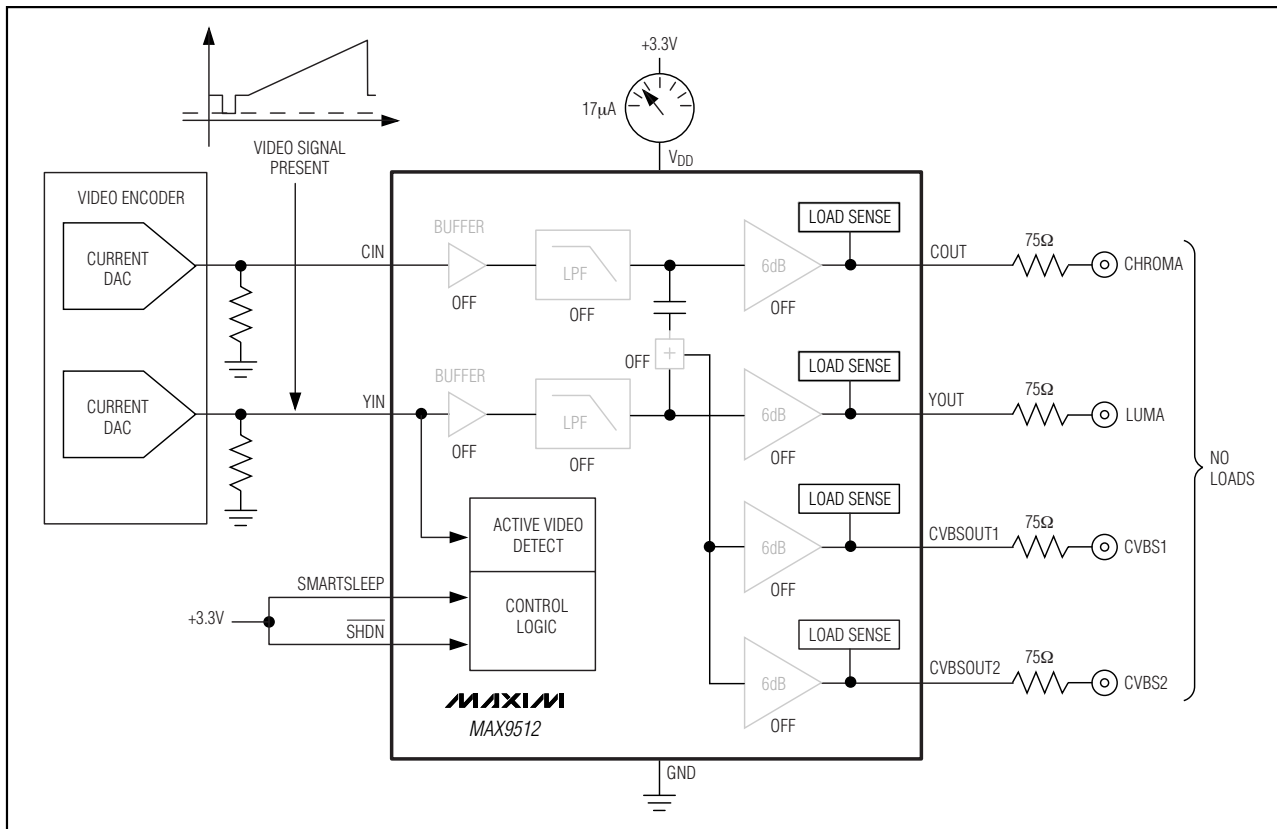 +3.3V
17µA
VDD
VIDEO SIGNAL
PRESENT
VIDEO ENCODER
CURRENT
DAC
CIN
BUFFER
OFF
LPF
OFF
6dB
OFF
LOAD SENSE
COUT
75Ω
CHROMA
OFF
+
CURRENT
DAC
YIN
BUFFER
OFF
LPF
OFF
6dB
OFF
LOAD SENSE
YOUT
75Ω
LUMA
NO
LOADS
ACTIVE VIDEO
DETECT
CONTROL
LOGIC
SMARTSLEEP
+3.3V
SHDN
6dB
OFF
LOAD SENSE
CVBSOUT1
75Ω
CVBS1
6dB
OFF
LOAD SENSE
CVBSOUT2
75Ω
CVBS2
MAXIM
MAX9512
GND